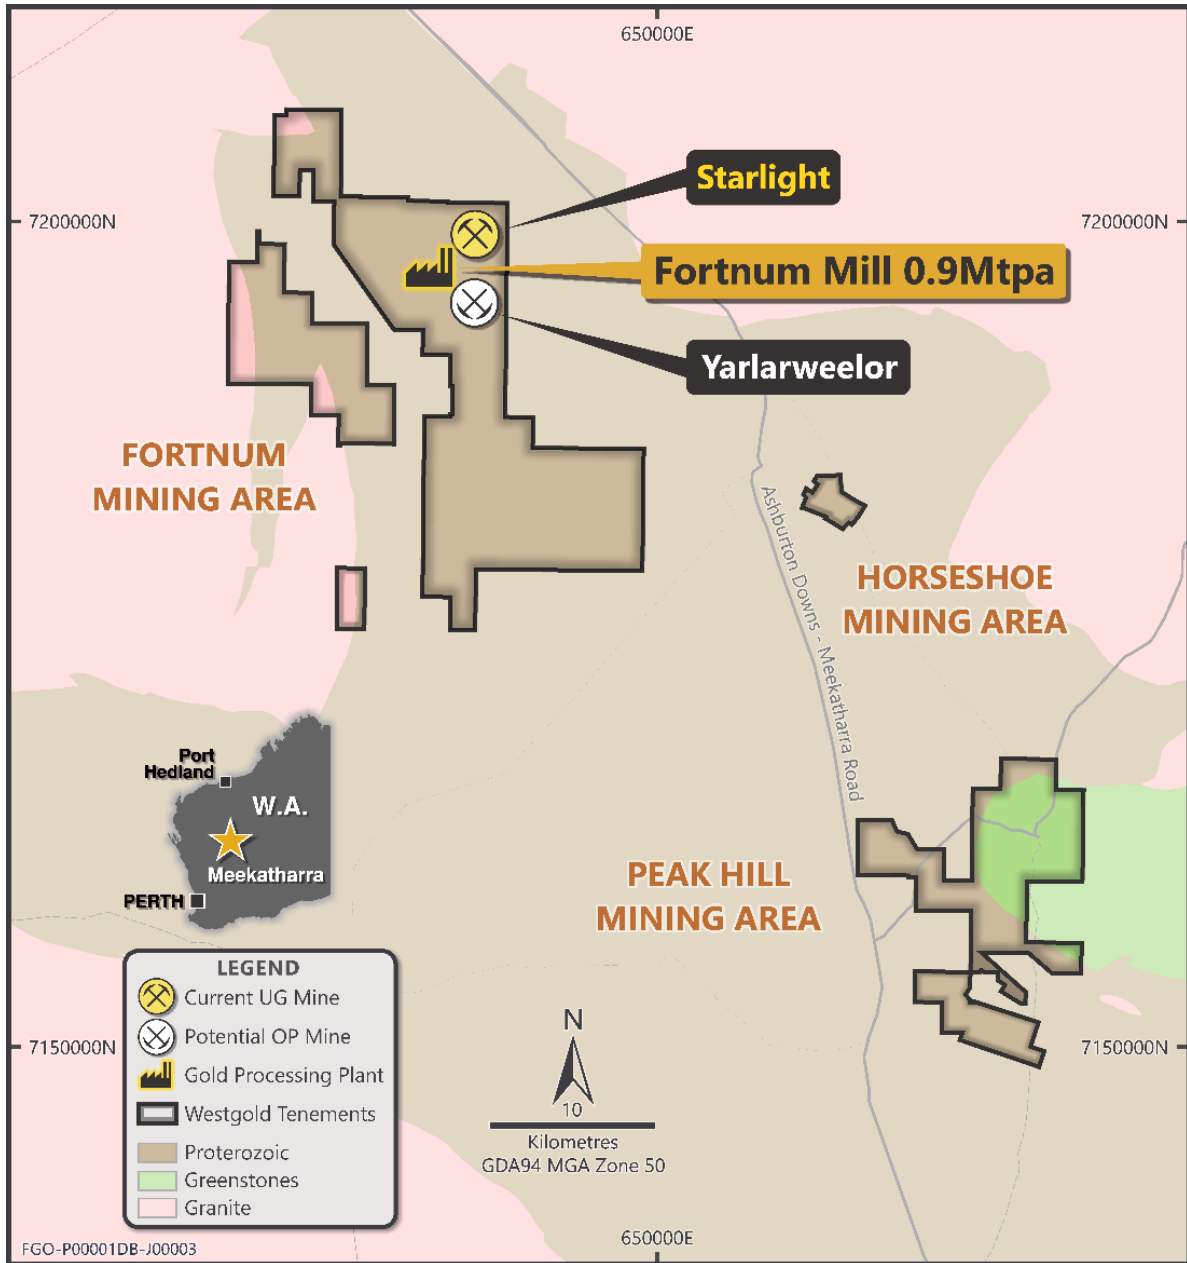 650000E
7200000N
7200000N
Starlight
Fortnum Mill 0.9Mtpa
Yarlarweelor
FORTNUM
MINING AREA
Ashburton Downs - Meekatharra Road
HORSESHOE
MINING AREA
Port
Hedland
W.A.
Meekatharra
PERTH
PEAK HILL
MINING AREA
LEGEND
Current UG Mine
Potential OP Mine
Gold Processing Plant
Westgold Tenements
Proterozoic
Greenstones
Granite
N
10
Kilometres
GDA94 MGA Zone 50
7150000N
7150000N
650000E
FGO-P00001DB-J00003